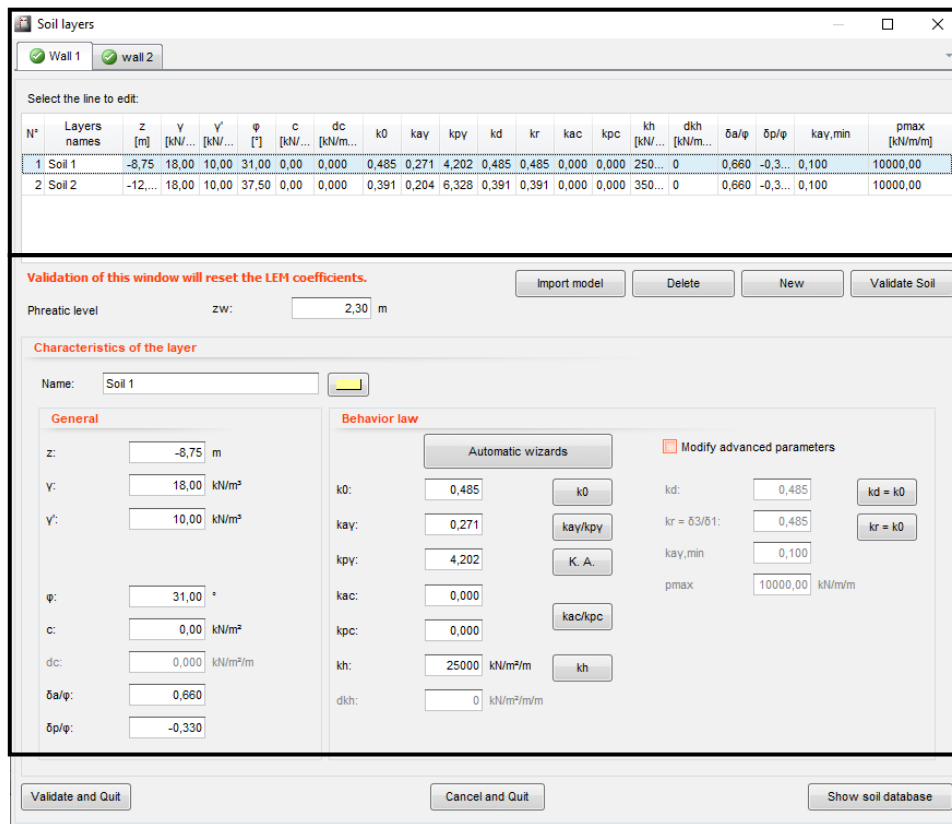 Soil layers
Wall 1 wall 2
Select the line to edit:
N° Layers names z [m] γ [kN/... γ' [kN/... φ [°] c [kN/... dc [kN/m... k0 kaγ kpγ kd kr kac kpc kh [kN/... dkh [kN/m... δa/φ δp/φ kaγ,min pmax [kN/m/m]
1 Soil 1 -8,75 18,00 10,00 31,00 0,00 0,000 0,485 0,271 4,202 0,485 0,485 0,000 0,000 250... 0 0,660 -0,3... 0,100 10000,00
2 Soil 2 -12,... 18,00 10,00 37,50 0,00 0,000 0,391 0,204 6,328 0,391 0,391 0,000 0,000 350... 0 0,660 -0,3... 0,100 10000,00
Validation of this window will reset the LEM coefficients.
Import model Delete New Validate Soil
Phreatic level zw: 2,30 m
Characteristics of the layer
Name: Soil 1
General
z: -8,75 m
γ: 18,00 kN/m³
γ': 10,00 kN/m³
φ: 31,00 °
c: 0,00 kN/m²
dc: 0,000 kN/m²/m
δa/φ: 0,660
δp/φ: -0,330
Behavior law
Automatic wizards
k0: 0,485 k0
kaγ: 0,271 kaγ/kpγ
kpγ: 4,202 K. A.
kac: 0,000
kac/kpc
kpc: 0,000
kh: 25000 kN/m²/m kh
dkh: 0 kN/m²/m/m
Modify advanced parameters
kd: 0,485 kd = k0
kr = δ3/δ1: 0,485 kr = k0
kaγ,min 0,100
pmax 10000,00 kN/m/m
Validate and Quit Cancel and Quit Show soil database